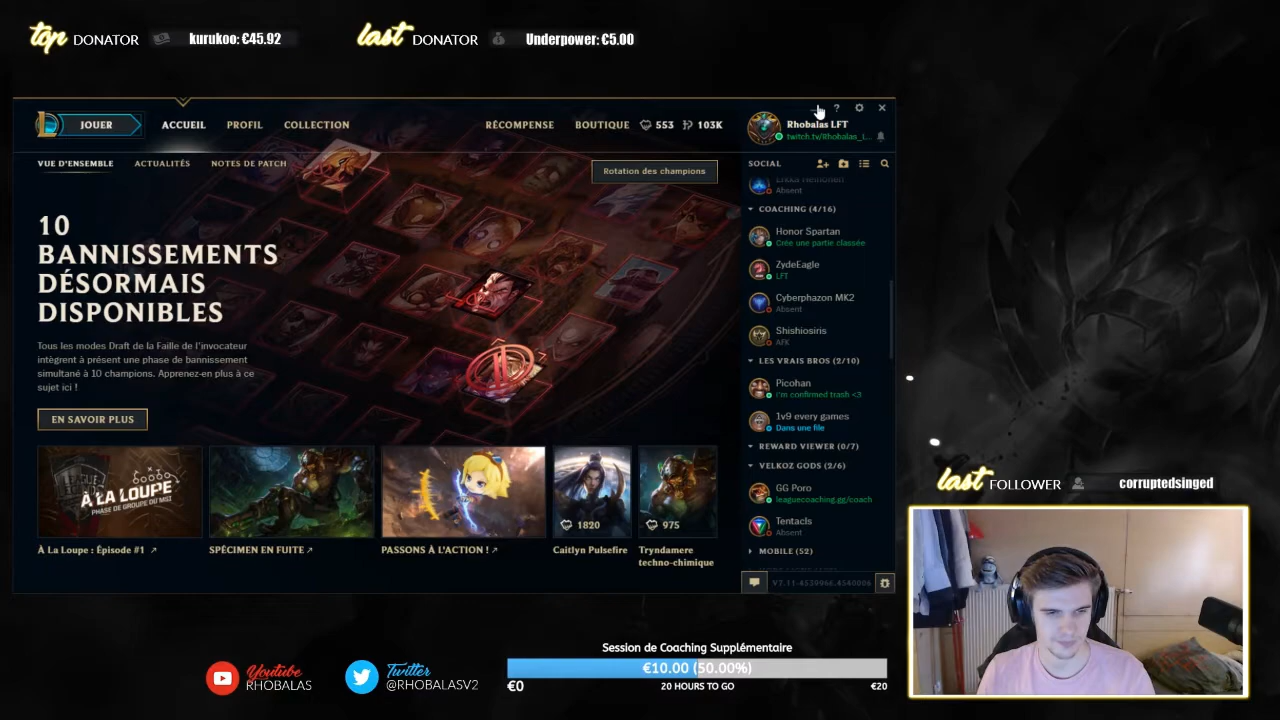 top DONATOR kurukoo: €45.92
last DONATOR Underpower: €5.00
JOUER
ACCUEIL
PROFIL
COLLECTION
RÉCOMPENSE
BOUTIQUE
553
103K
Rhobalas LFT
twitch.tv/Rhobalas_L...
VUE D'ENSEMBLE
ACTUALITÉS
NOTES DE PATCH
Rotation des champions
SOCIAL
Absent
COACHING (4/16)
Honor Spartan
Crée une partie classée
ZydeEagle
LFT
Cyberphazon MK2
Absent
Shishiosiris
AFK
LES VRAIS BROS (2/10)
Picohan
I'm confirmed trash <3
1v9 every games
Dans une file
REWARD VIEWER (0/7)
VELKOZ GODS (2/6)
GG Poro
leaguecoaching.gg/coach
Tentacls
Absent
MOBILE (52)
10
BANNISSEMENTS
DÉSORMAIS
DISPONIBLES
Tous les modes Draft de la Faille de l'invocateur
intègrent à présent une phase de bannissement
simultané à 10 champions. Apprenez-en plus à ce
sujet ici !
EN SAVOIR PLUS
À LA LOUPE
PHASE DE GROUPE DU MSI
1820
975
À La Loupe : Épisode #1
SPÉCIMEN EN FUITE
PASSONS À L'ACTION !
Caitlyn Pulsefire
Tryndamere
techno-chimique
last FOLLOWER corruptedsinged
Youtube
RHOBALAS
Twitter
@RHOBALASV2
Session de Coaching Supplémentaire
€10.00 (50.00%)
€0
20 HOURS TO GO
€20